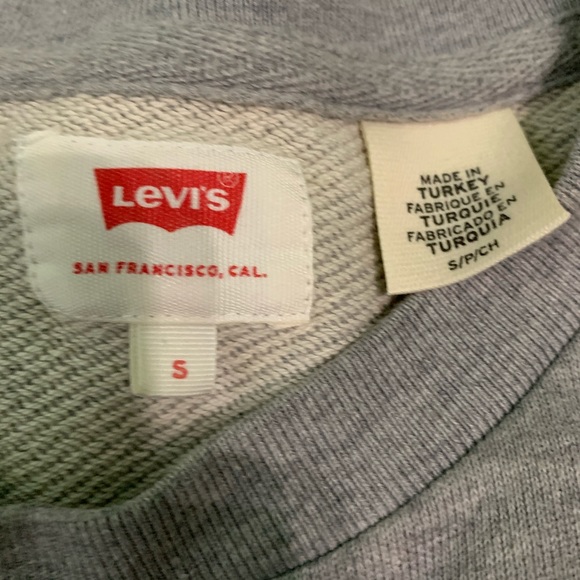 Levi's
®
SAN FRANCISCO, CAL.
S
MADE IN
TURKEY
FABRIQUE EN
TURQUIE
FABRICADO EN
TURQUIA
S/P/CH